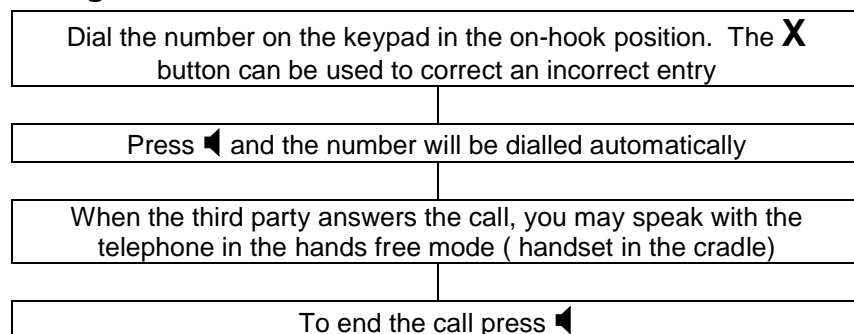 Dial the number on the keypad in the on-hook position. The X
button can be used to correct an incorrect entry
Press and the number will be dialled automatically
When the third party answers the call, you may speak with the
telephone in the hands free mode ( handset in the cradle)
To end the call press